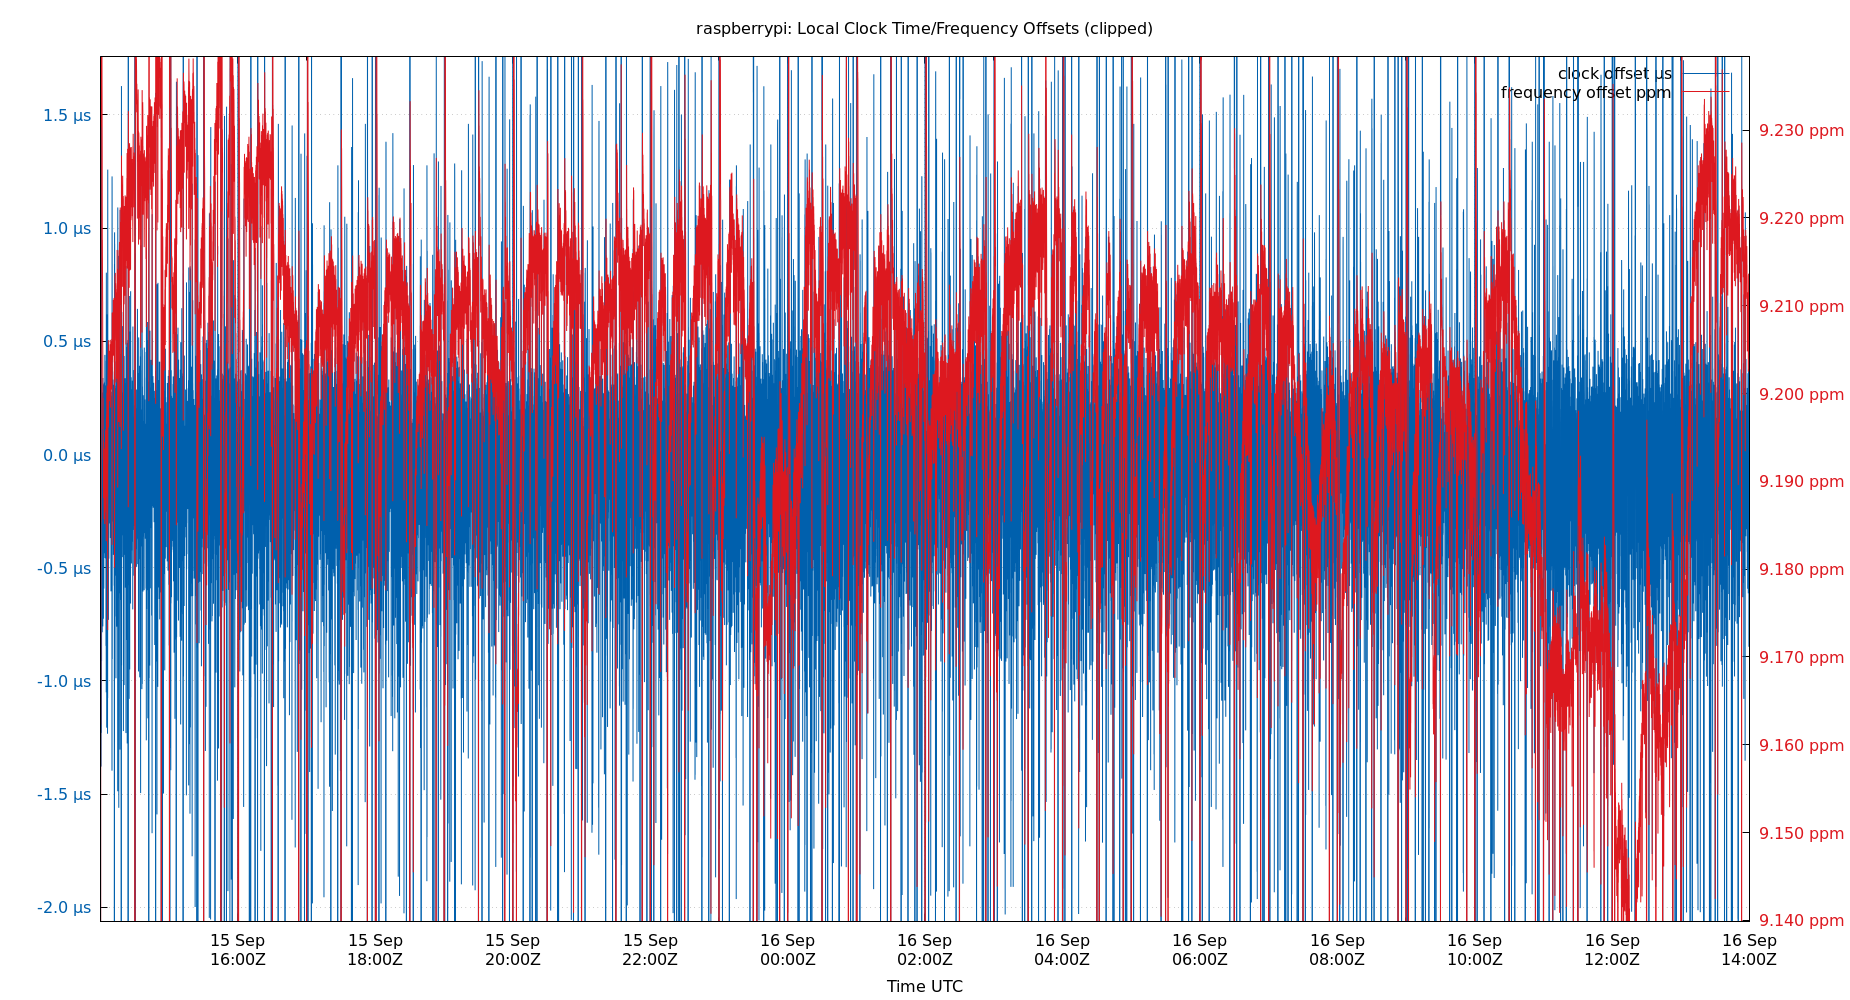 raspberrypi: Local Clock Time/Frequency Offsets (clipped)
clock offset µs
frequency offset ppm
1.5 µs
1.0 µs
0.5 µs
0.0 µs
-0.5 µs
-1.0 µs
-1.5 µs
-2.0 µs
9.230 ppm
9.220 ppm
9.210 ppm
9.200 ppm
9.190 ppm
9.180 ppm
9.170 ppm
9.160 ppm
9.150 ppm
9.140 ppm
15 Sep 15 Sep 15 Sep 15 Sep 16 Sep 16 Sep 16 Sep 16 Sep 16 Sep 16 Sep 16 Sep 16 Sep
16:00Z 18:00Z 20:00Z 22:00Z 00:00Z 02:00Z 04:00Z 06:00Z 08:00Z 10:00Z 12:00Z 14:00Z
Time UTC